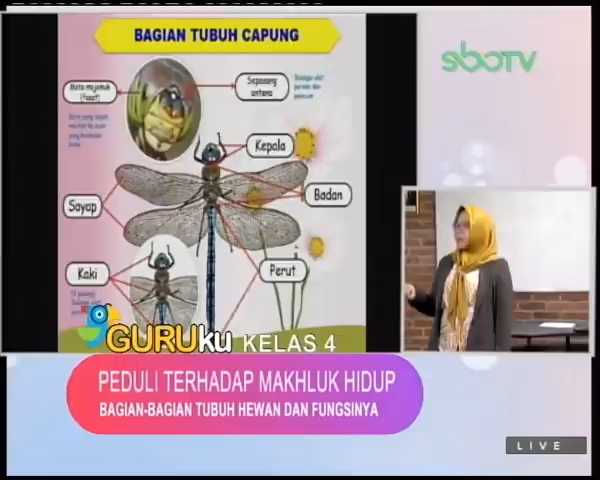 sboTV
BAGIAN TUBUH CAPUNG
Mata majemuk
(faset)
Sepasang
antena
Kepala
Badan
Sayap
Kaki
Perut
GURUku KELAS 4
PEDULI TERHADAP MAKHLUK HIDUP
BAGIAN-BAGIAN TUBUH HEWAN DAN FUNGSINYA
LIVE